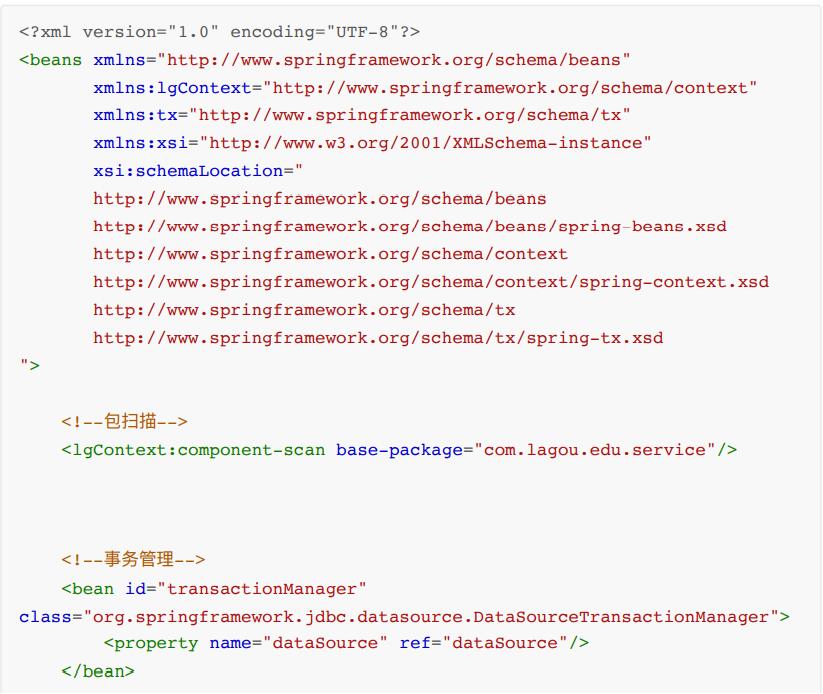 <?xml version="1.0" encoding="UTF-8"?>
<beans xmlns="http://www.springframework.org/schema/beans"
xmlns:lgContext="http://www.springframework.org/schema/context"
xmlns:tx="http://www.springframework.org/schema/tx"
xmlns:xsi="http://www.w3.org/2001/XMLSchema-instance"
xsi:schemaLocation="
http://www.springframework.org/schema/beans
http://www.springframework.org/schema/beans/spring-beans.xsd
http://www.springframework.org/schema/context
http://www.springframework.org/schema/context/spring-context.xsd
http://www.springframework.org/schema/tx
http://www.springframework.org/schema/tx/spring-tx.xsd
">
<!--包扫描-->
<lgContext:component-scan base-package="com.lagou.edu.service"/>
<!--事务管理-->
<bean id="transactionManager"
class="org.springframework.jdbc.datasource.DataSourceTransactionManager">
<property name="dataSource" ref="dataSource"/>
</bean>